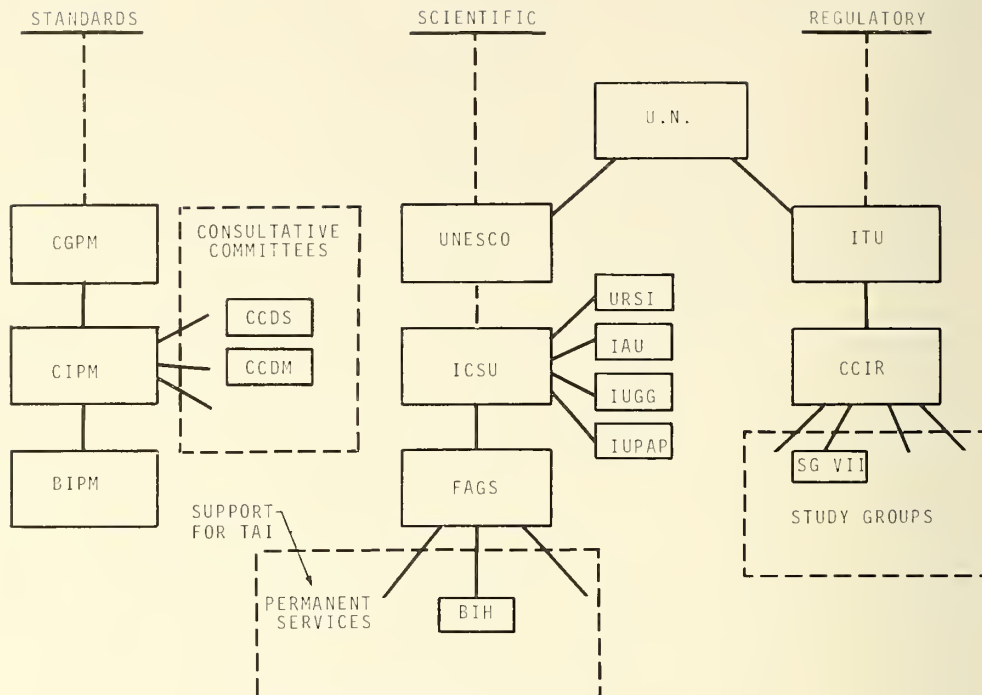 STANDARDS
SCIENTIFIC
REGULATORY
U.N.
CGPM
CONSULTATIVE
COMMITTEES
UNESCO
ITU
CCDS
CCDM
CIPM
ICSU
URSI
IAU
IUGG
IUPAP
CCIR
BIPM
FAGS
SG VII
STUDY GROUPS
SUPPORT
FOR TAI
PERMANENT
SERVICES
BIH